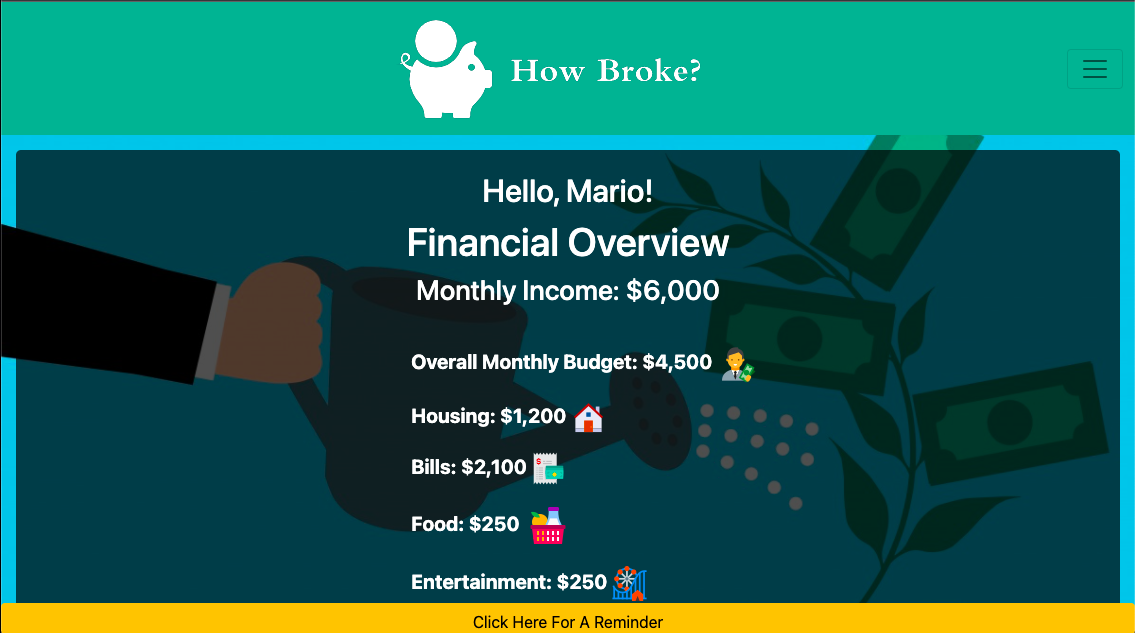 How Broke?
Hello, Mario!
Financial Overview
Monthly Income: $6,000
Overall Monthly Budget: $4,500
Housing: $1,200
Bills: $2,100
Food: $250
Entertainment: $250
Click Here For A Reminder